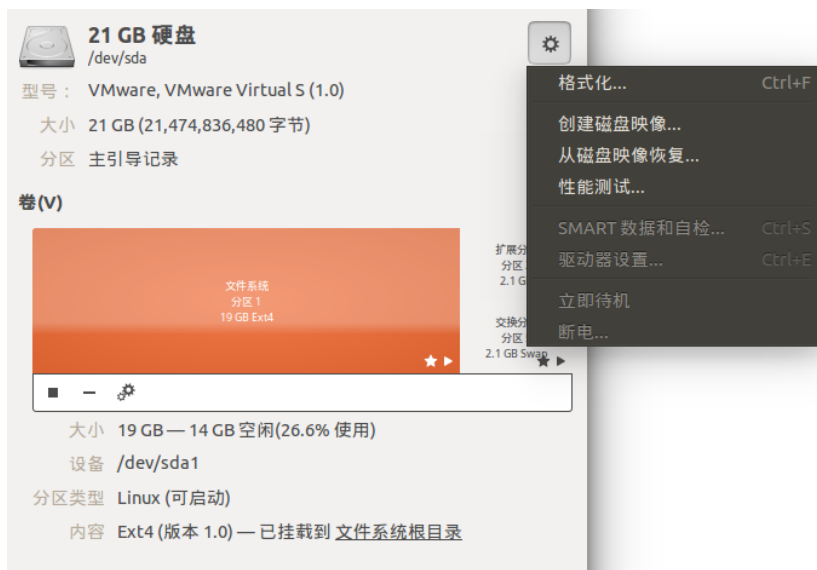 21 GB 硬盘
/dev/sda
型号： VMware, VMware Virtual S (1.0)
大小 21 GB (21,474,836,480 字节)
分区 主引导记录
卷(V)
文件系统
分区 1
19 GB Ext4
扩展分
分区
2.1 G
交换分
分区
2.1 GB Swap
大小 19 GB — 14 GB 空闲(26.6% 使用)
设备 /dev/sda1
分区类型 Linux (可启动)
内容 Ext4 (版本 1.0) — 已挂载到 文件系统根目录
格式化... Ctrl+F
创建磁盘映像...
从磁盘映像恢复...
性能测试...
SMART 数据和自检... Ctrl+S
驱动器设置... Ctrl+E
立即待机
断电...